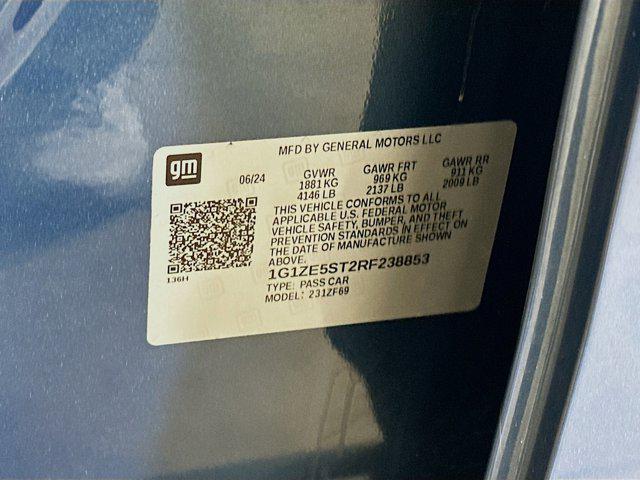 MFD BY GENERAL MOTORS LLC
gm
06/24
GVWR
1881 KG
4146 LB
GAWR FRT
969 KG
2137 LB
GAWR RR
911 KG
2009 LB
THIS VEHICLE CONFORMS TO ALL
APPLICABLE U.S. FEDERAL MOTOR
VEHICLE SAFETY, BUMPER, AND THEFT
PREVENTION STANDARDS IN EFFECT ON
THE DATE OF MANUFACTURE SHOWN
ABOVE.
1G1ZE5ST2RF238853
TYPE: PASS CAR
MODEL: 231ZF69
136H